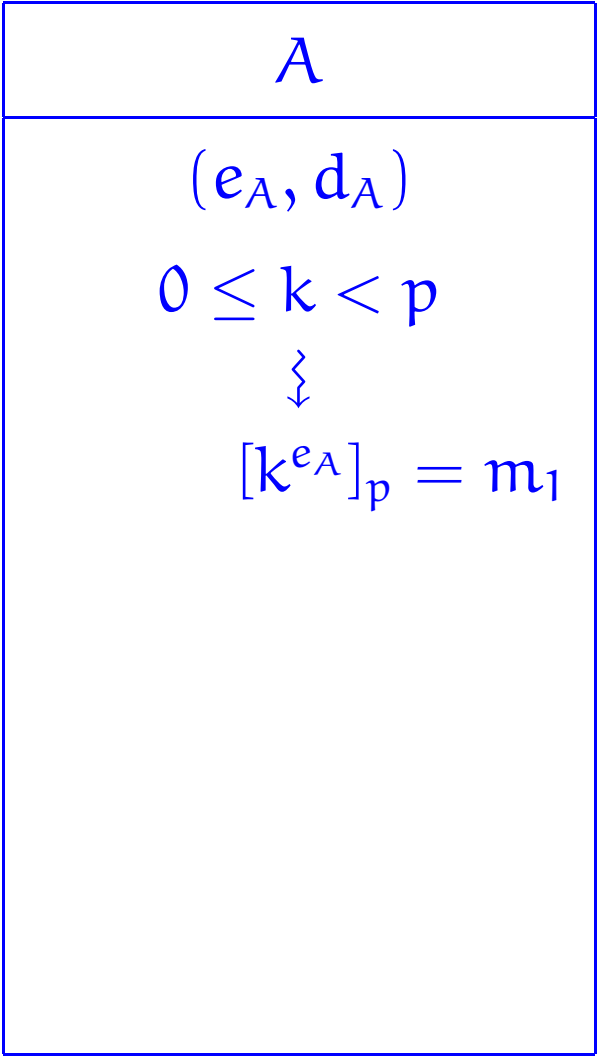 A
(e_A, d_A)
0 ≤ k < p
[k^{e_A}]_p = m_1